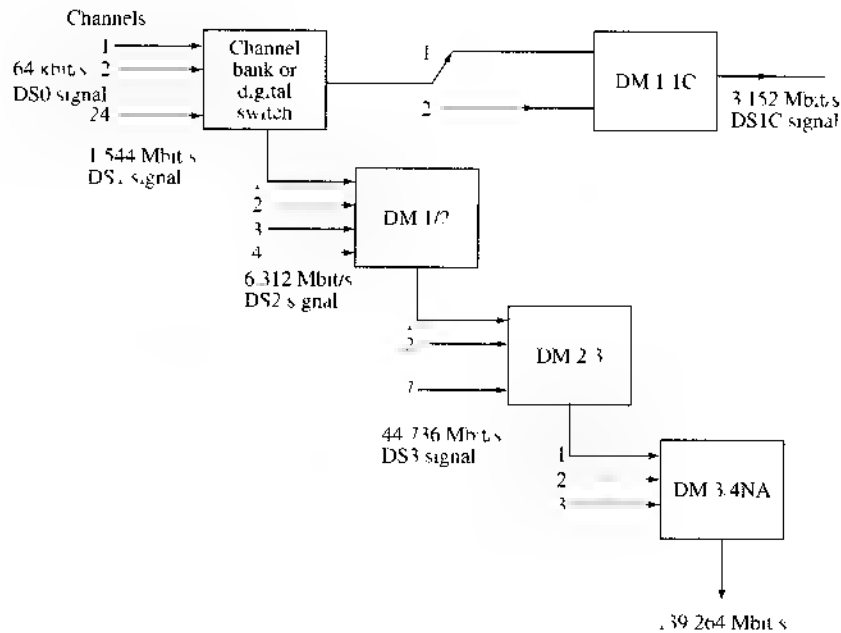 Channels
1
64 kbit/s 2
DS0 signal
24
Channel
bank or
digital
switch
1
2
DM 1 1C
3 152 Mbit/s
DS1C signal
1 544 Mbit s
DS1 signal
2
3
4
DM 1/2
6.312 Mbit/s
DS2 s gnal
2
7
DM 2 3
44 736 Mbit s
DS3 signal
1
2
3
DM 3.4NA
139 264 Mbit s